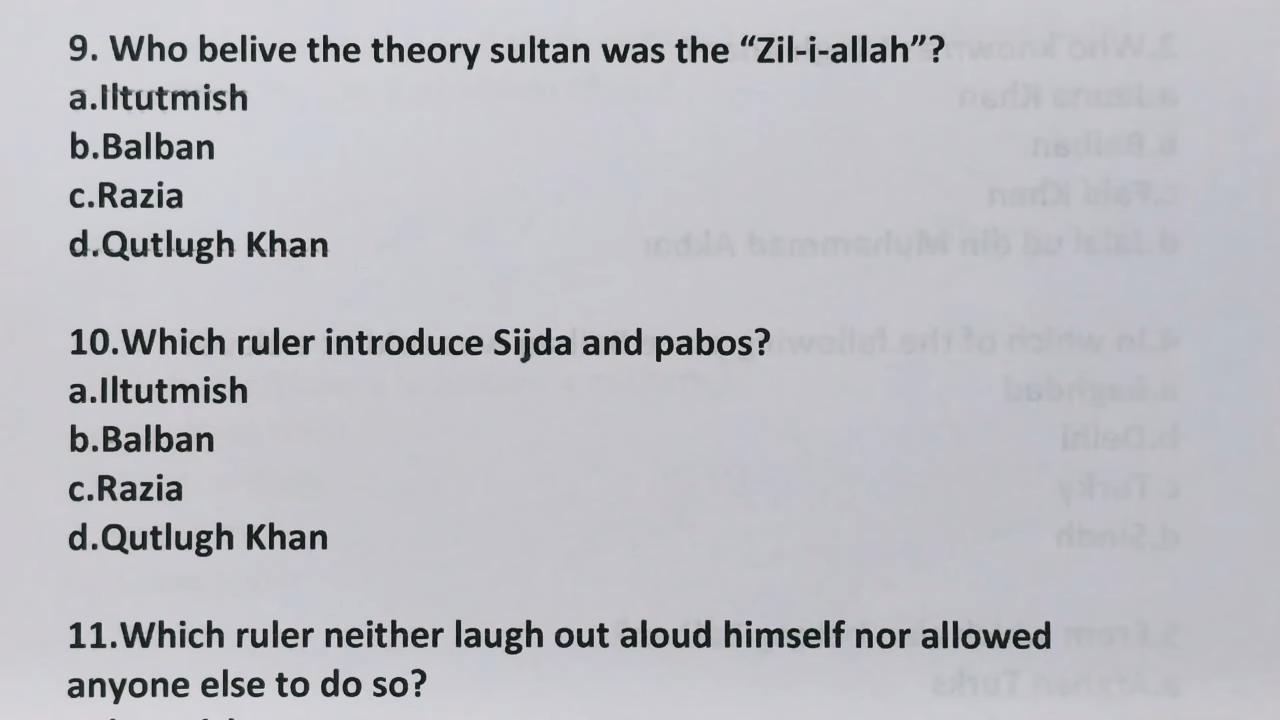 9. Who belive the theory sultan was the “Zil-i-allah”?
a.Iltutmish
b.Balban
c.Razia
d.Qutlugh Khan
10.Which ruler introduce Sijda and pabos?
a.Iltutmish
b.Balban
c.Razia
d.Qutlugh Khan
11.Which ruler neither laugh out aloud himself nor allowed
anyone else to do so?